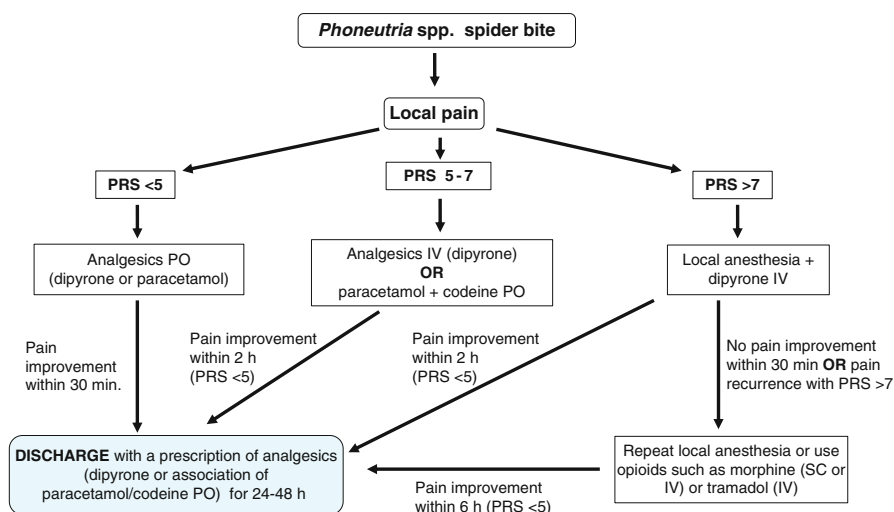 Phoneutria spp. spider bite
Local pain
PRS <5
PRS 5-7
PRS >7
Analgesics PO
(dipyrone or paracetamol)
Analgesics IV (dipyrone)
OR
paracetamol + codeine PO
Local anesthesia +
dipyrone IV
Pain
improvement
within 30 min.
Pain improvement
within 2 h
(PRS <5)
Pain improvement
within 2 h
(PRS <5)
No pain improvement
within 30 min OR pain
recurrence with PRS >7
DISCHARGE with a prescription of analgesics
(dipyrone or association of
paracetamol/codeine PO) for 24-48 h
Repeat local anesthesia or use
opioids such as morphine (SC or
IV) or tramadol (IV)
Pain improvement
within 6 h (PRS <5)